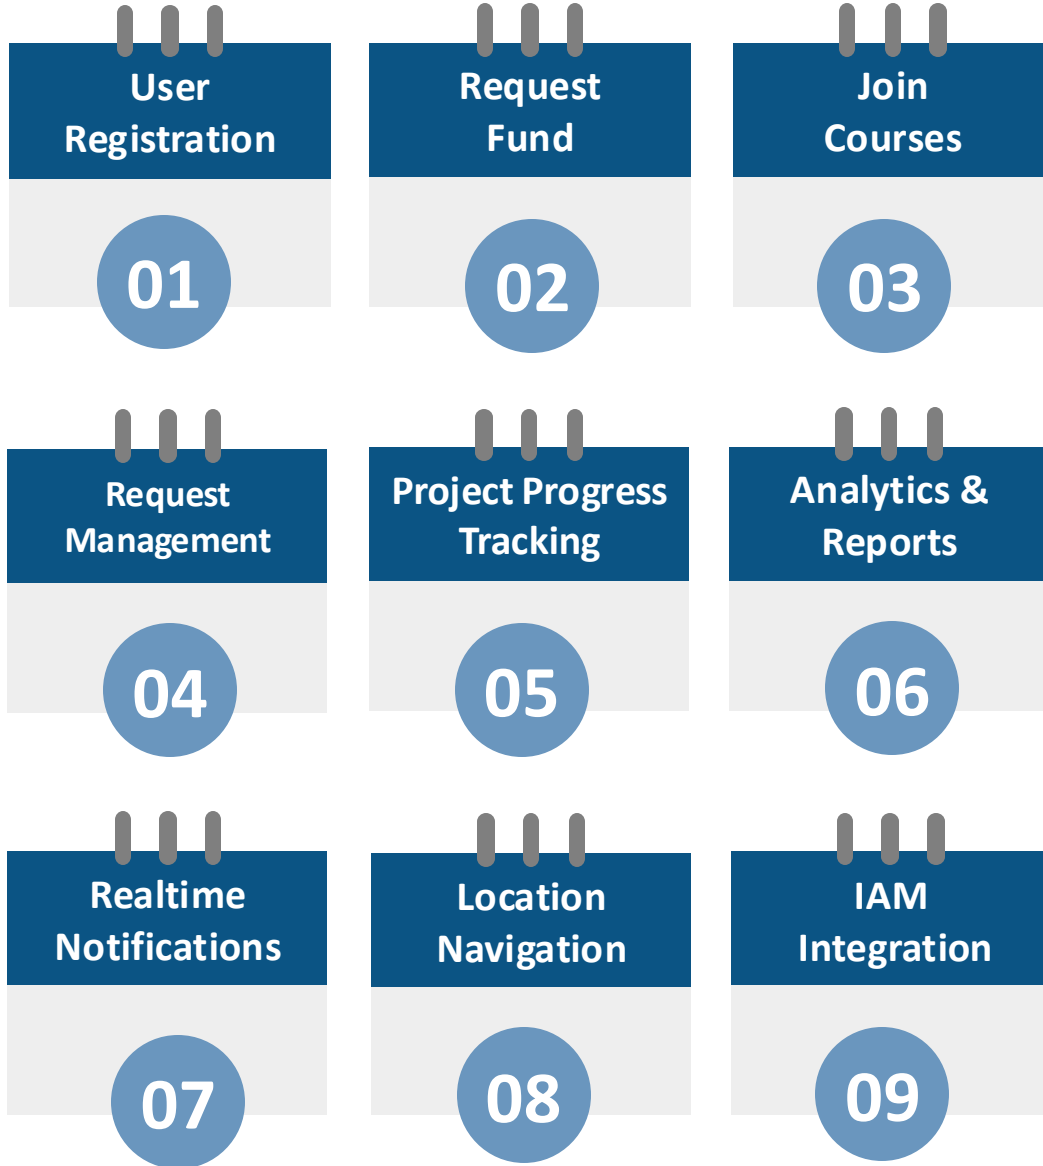 User
Registration
01
Request
Fund
02
Join
Courses
03
Request
Management
04
Project Progress
Tracking
05
Analytics &
Reports
06
Realtime
Notifications
07
Location
Navigation
08
IAM
Integration
09